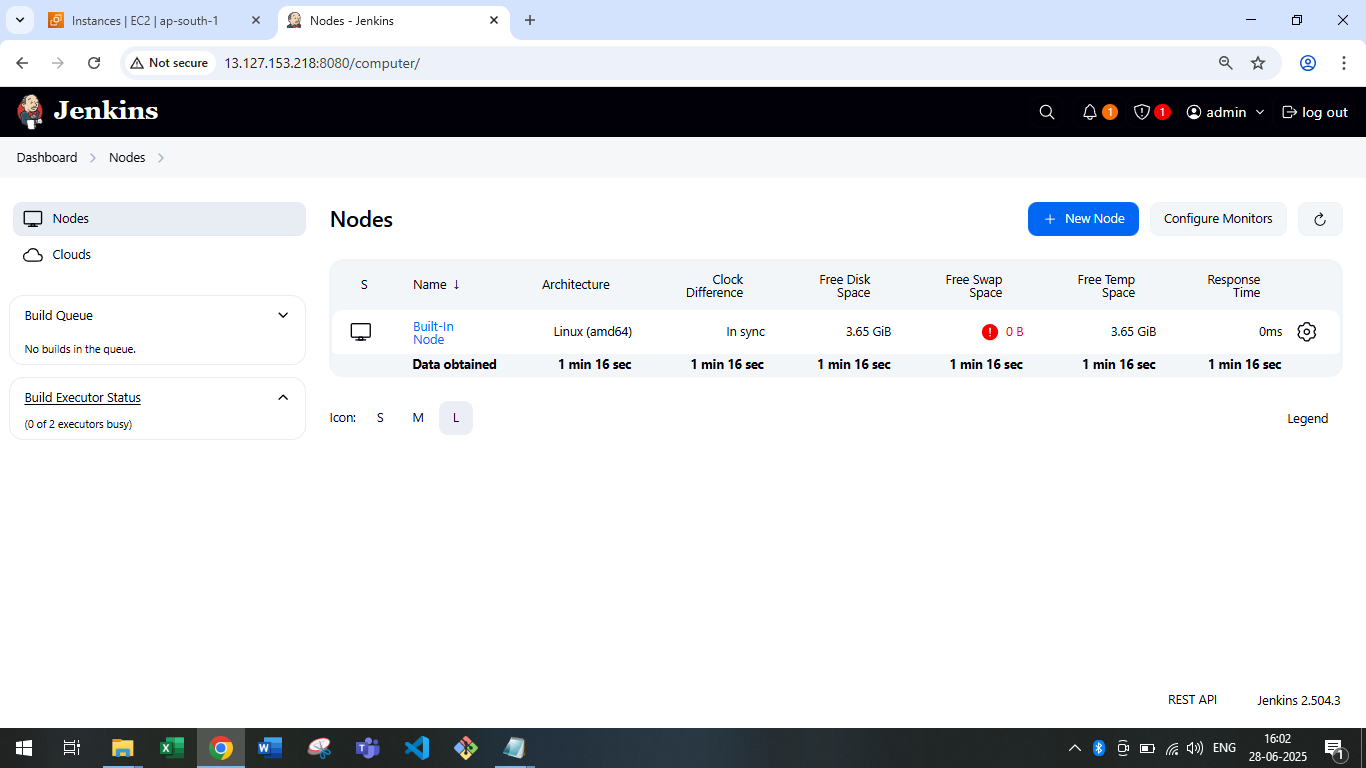 Instances | EC2 | ap-south-1
Nodes - Jenkins
Not secure
13.127.153.218:8080/computer/
Jenkins
1
1
admin
log out
Dashboard
Nodes
Nodes
Clouds
Build Queue
No builds in the queue.
Build Executor Status
(0 of 2 executors busy)
Nodes
+ New Node
Configure Monitors
S
Name ↓
Architecture
Clock
Difference
Free Disk
Space
Free Swap
Space
Free Temp
Space
Response
Time
Built-In
Node
Linux (amd64)
In sync
3.65 GiB
0 B
3.65 GiB
0ms
Data obtained
1 min 16 sec
1 min 16 sec
1 min 16 sec
1 min 16 sec
1 min 16 sec
1 min 16 sec
Icon:
S
M
L
Legend
REST API
Jenkins 2.504.3
ENG
16:02
28-06-2025
1